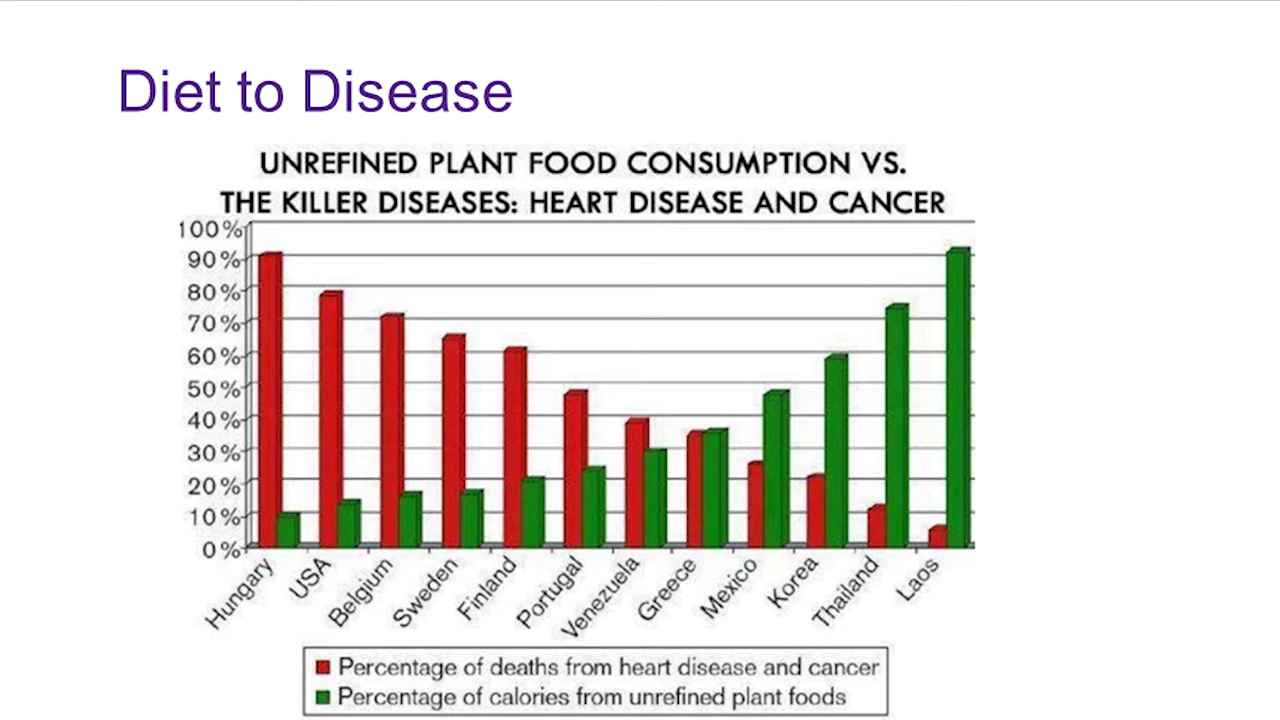 Diet to Disease
UNREFINED PLANT FOOD CONSUMPTION VS.
THE KILLER DISEASES: HEART DISEASE AND CANCER
100%
90%
80%
70%
60%
50%
40%
30%
20%
10%
0%
Hungary
USA
Belgium
Sweden
Finland
Portugal
Venezuela
Greece
Mexico
Korea
Thailand
Laos
Percentage of deaths from heart disease and cancer
Percentage of calories from unrefined plant foods